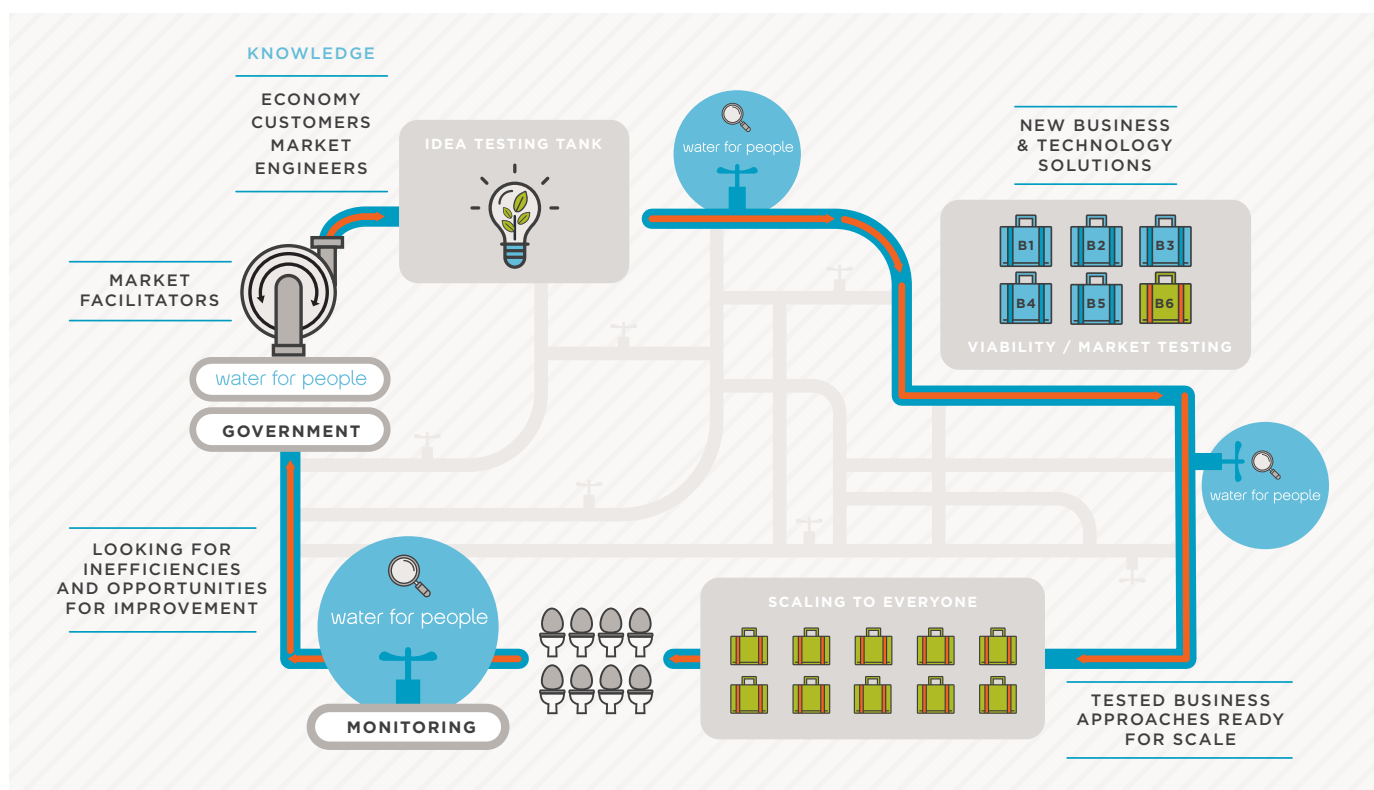 KNOWLEDGE
ECONOMY
CUSTOMERS
MARKET
ENGINEERS
IDEA TESTING TANK
water for people
NEW BUSINESS
& TECHNOLOGY
SOLUTIONS
B1
B2
B3
B4
B5
B6
VIABILITY / MARKET TESTING
MARKET
FACILITATORS
water for people
GOVERNMENT
water for people
LOOKING FOR
INEFFICIENCIES
AND OPPORTUNITIES
FOR IMPROVEMENT
water for people
MONITORING
SCALING TO EVERYONE
TESTED BUSINESS
APPROACHES READY
FOR SCALE